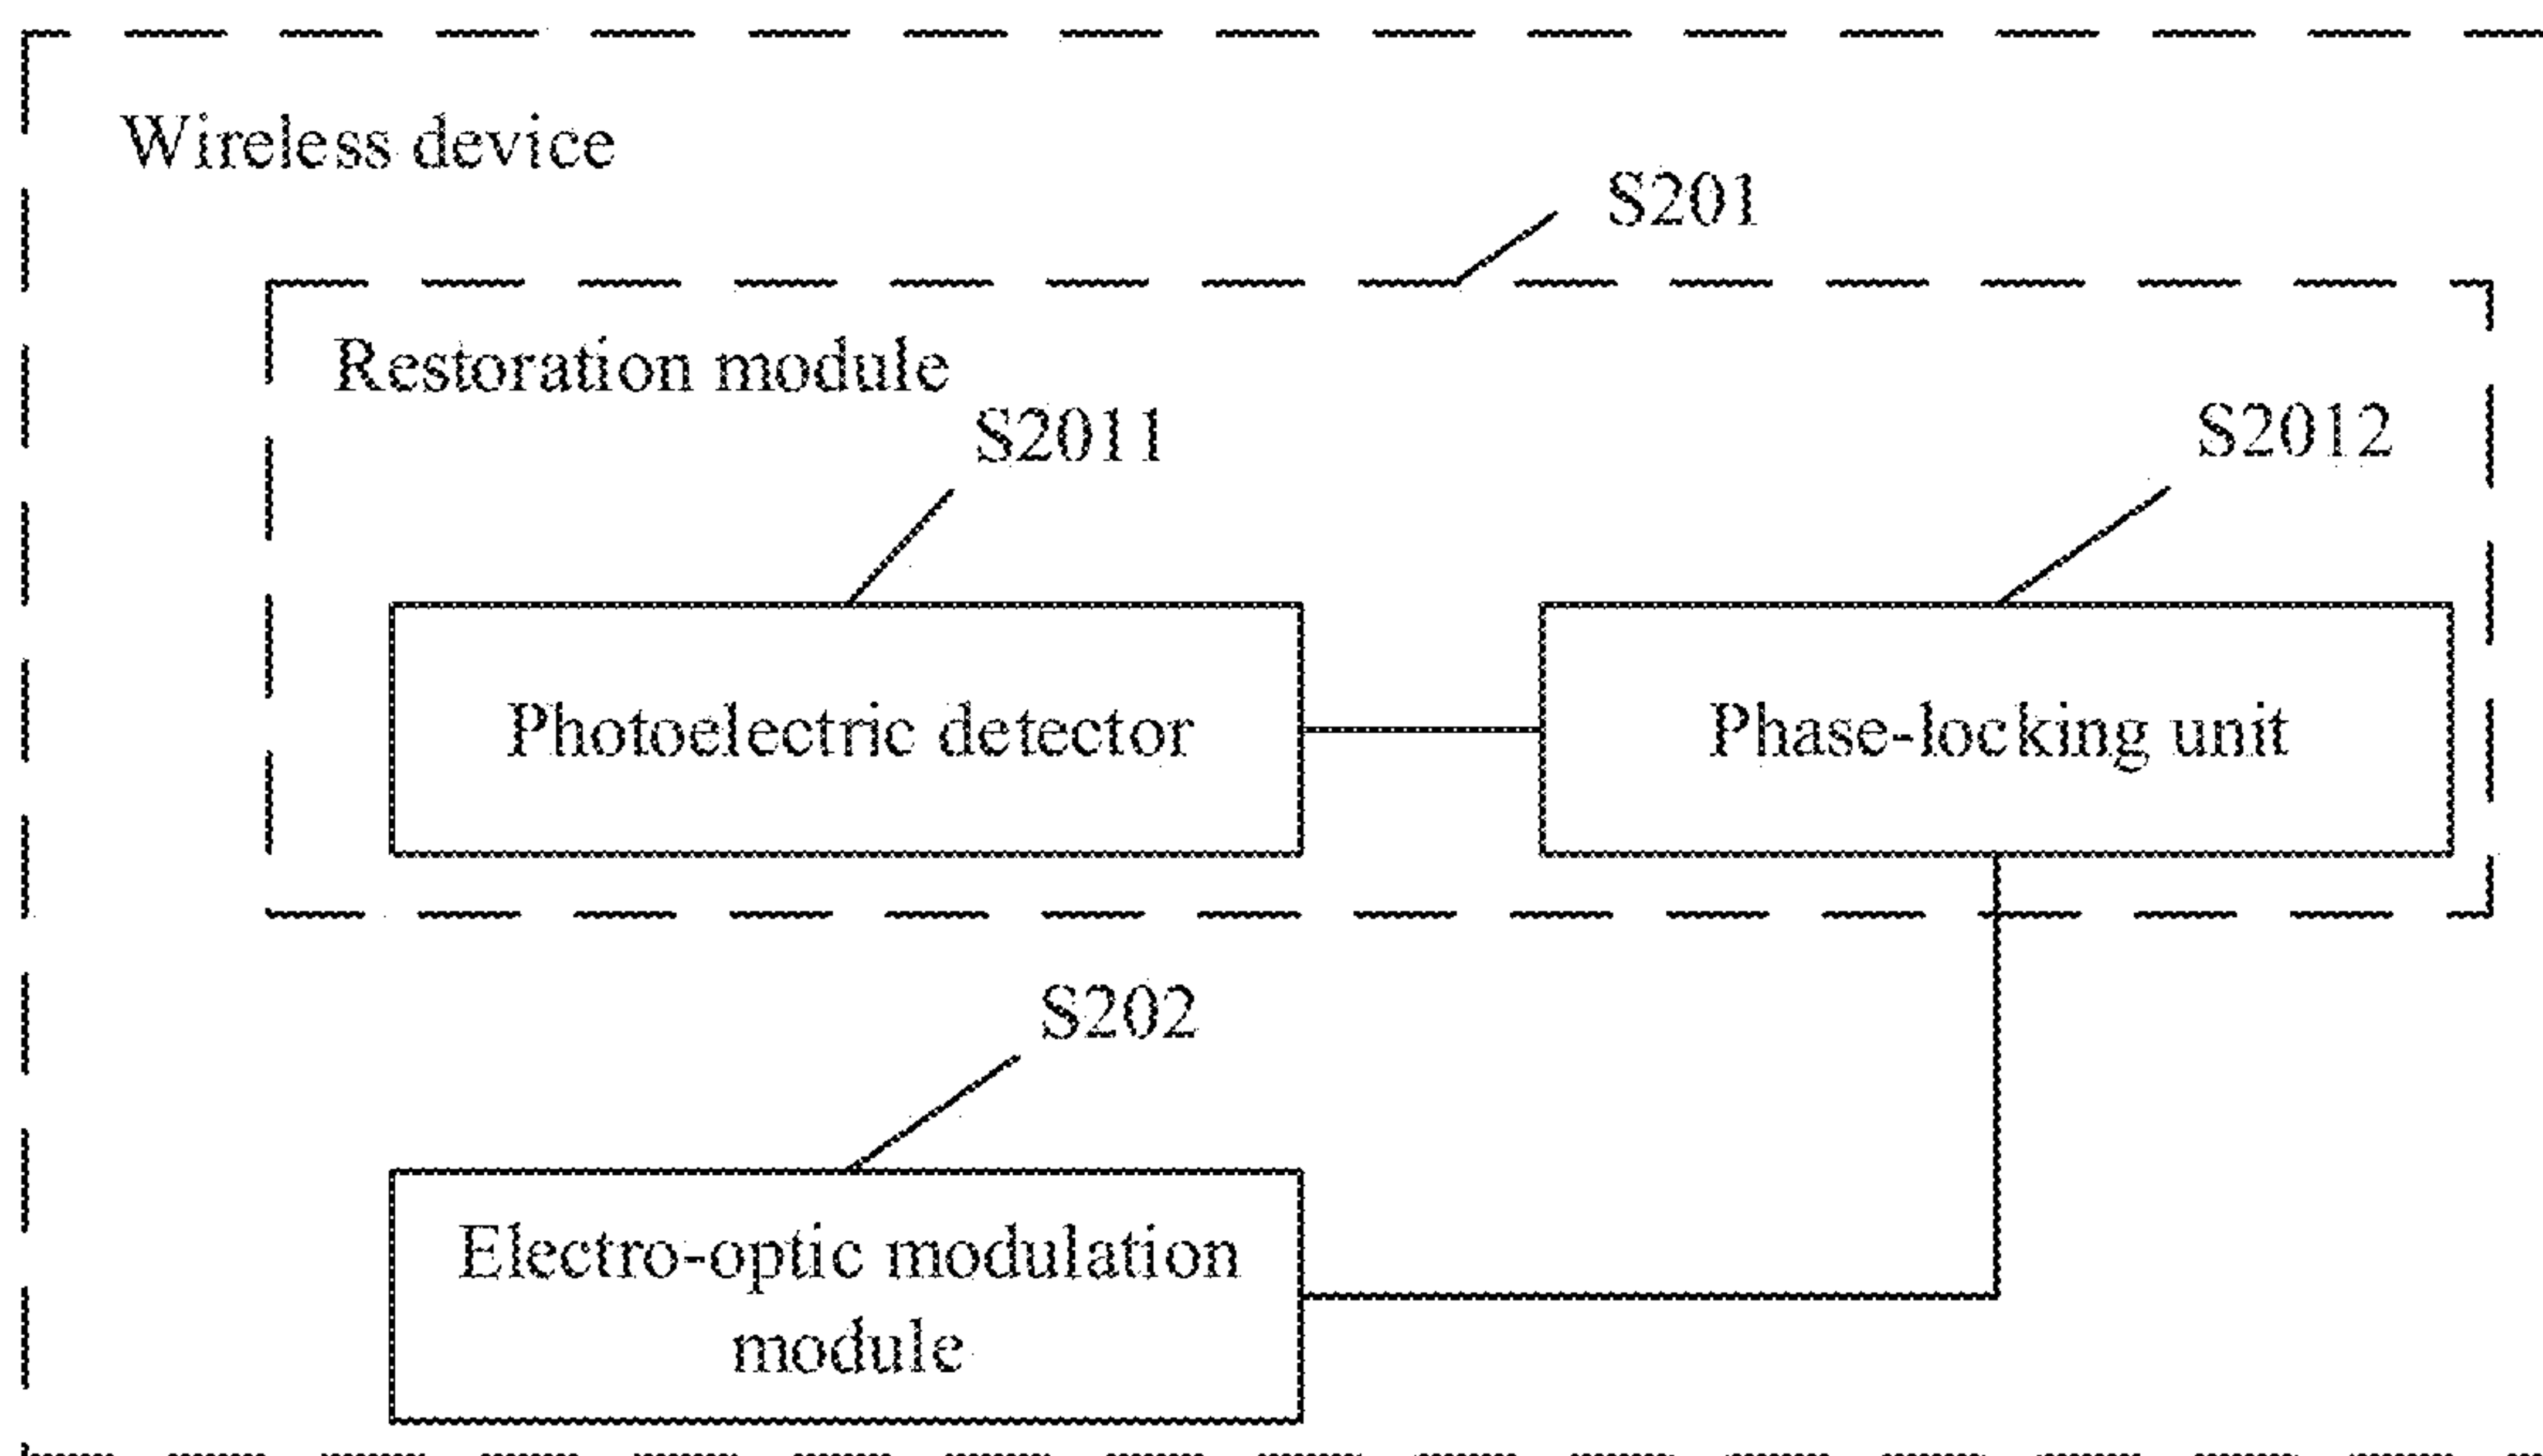 Wireless device
S201
Restoration module
S2011
S2012
Photoelectric detector
Phase-locking unit
S202
Electro-optic modulation
module